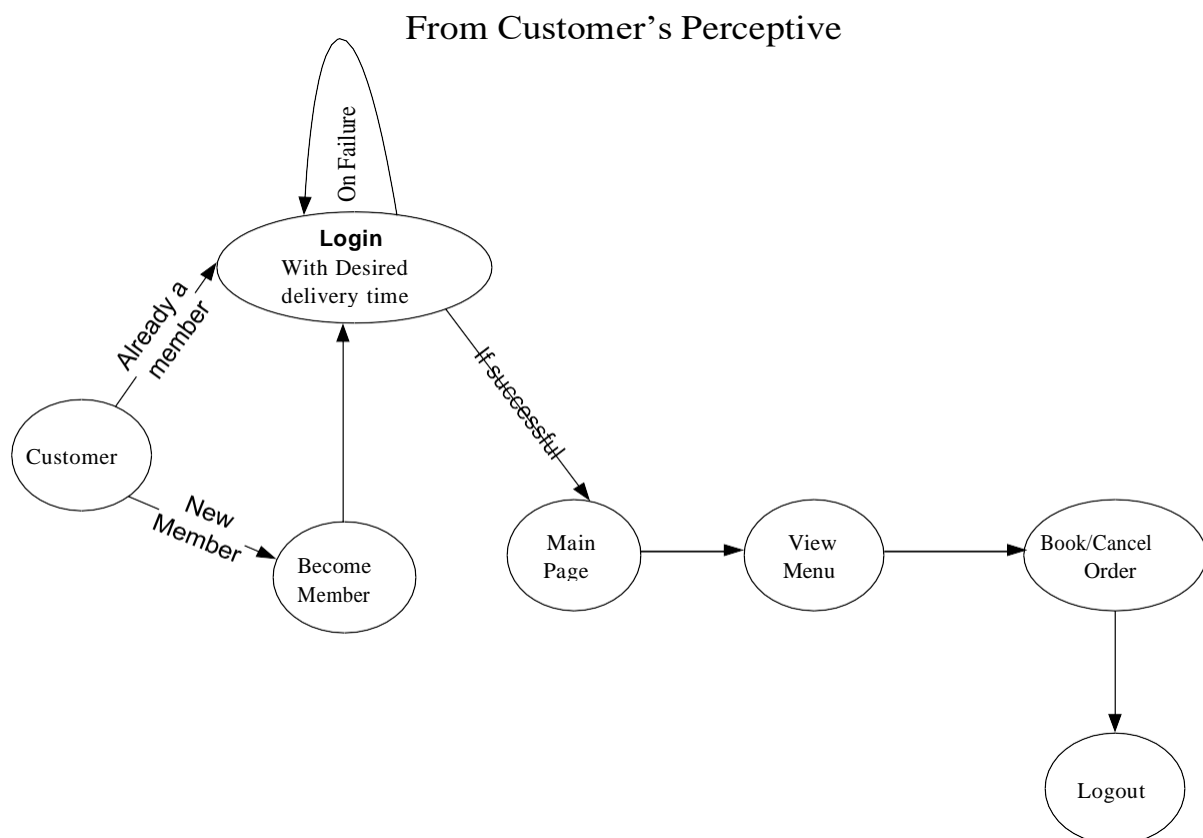 From Customer's Perceptive
On Failure
Login
With Desired
delivery time
Already a
member
If successful
Customer
New
Member
Become
Member
Main
Page
View
Menu
Book/Cancel
Order
Logout